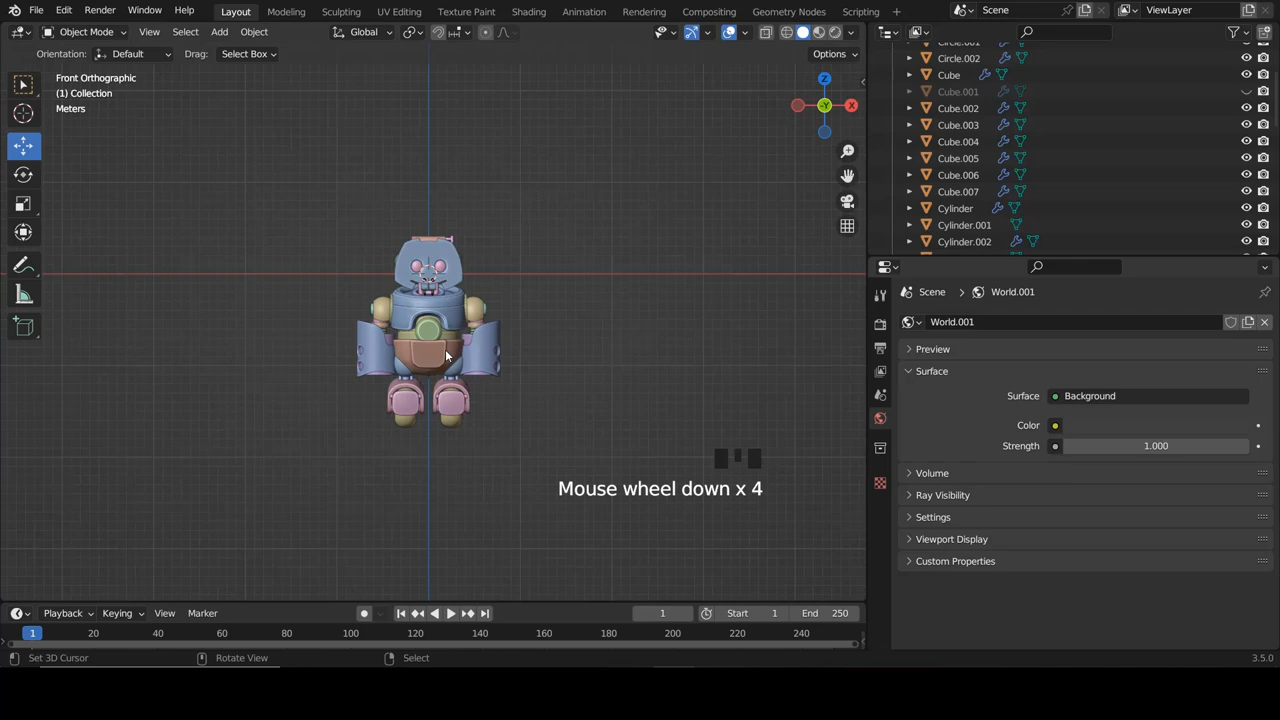 File Edit Render Window Help Layout Modeling Sculpting UV Editing Texture Paint Shading Animation Rendering Compositing Geometry Nodes Scripting + Scene ViewLayer
Object Mode View Select Add Object Global
Orientation: Default Drag: Select Box Options
Front Orthographic
(1) Collection
Meters
Z
Y
X
Circle.001
Circle.002
Cube
Cube.001
Cube.002
Cube.003
Cube.004
Cube.005
Cube.006
Cube.007
Cylinder
Cylinder.001
Cylinder.002
Scene > World.001
World.001
Preview
Surface
Surface Background
Color
Strength 1.000
Volume
Ray Visibility
Settings
Viewport Display
Custom Properties
Mouse wheel down x 4
Playback Keying View Marker 1 Start 1 End 250
1 20 40 60 80 100 120 140 160 180 200 220 240
Set 3D Cursor Rotate View Select 3.5.0